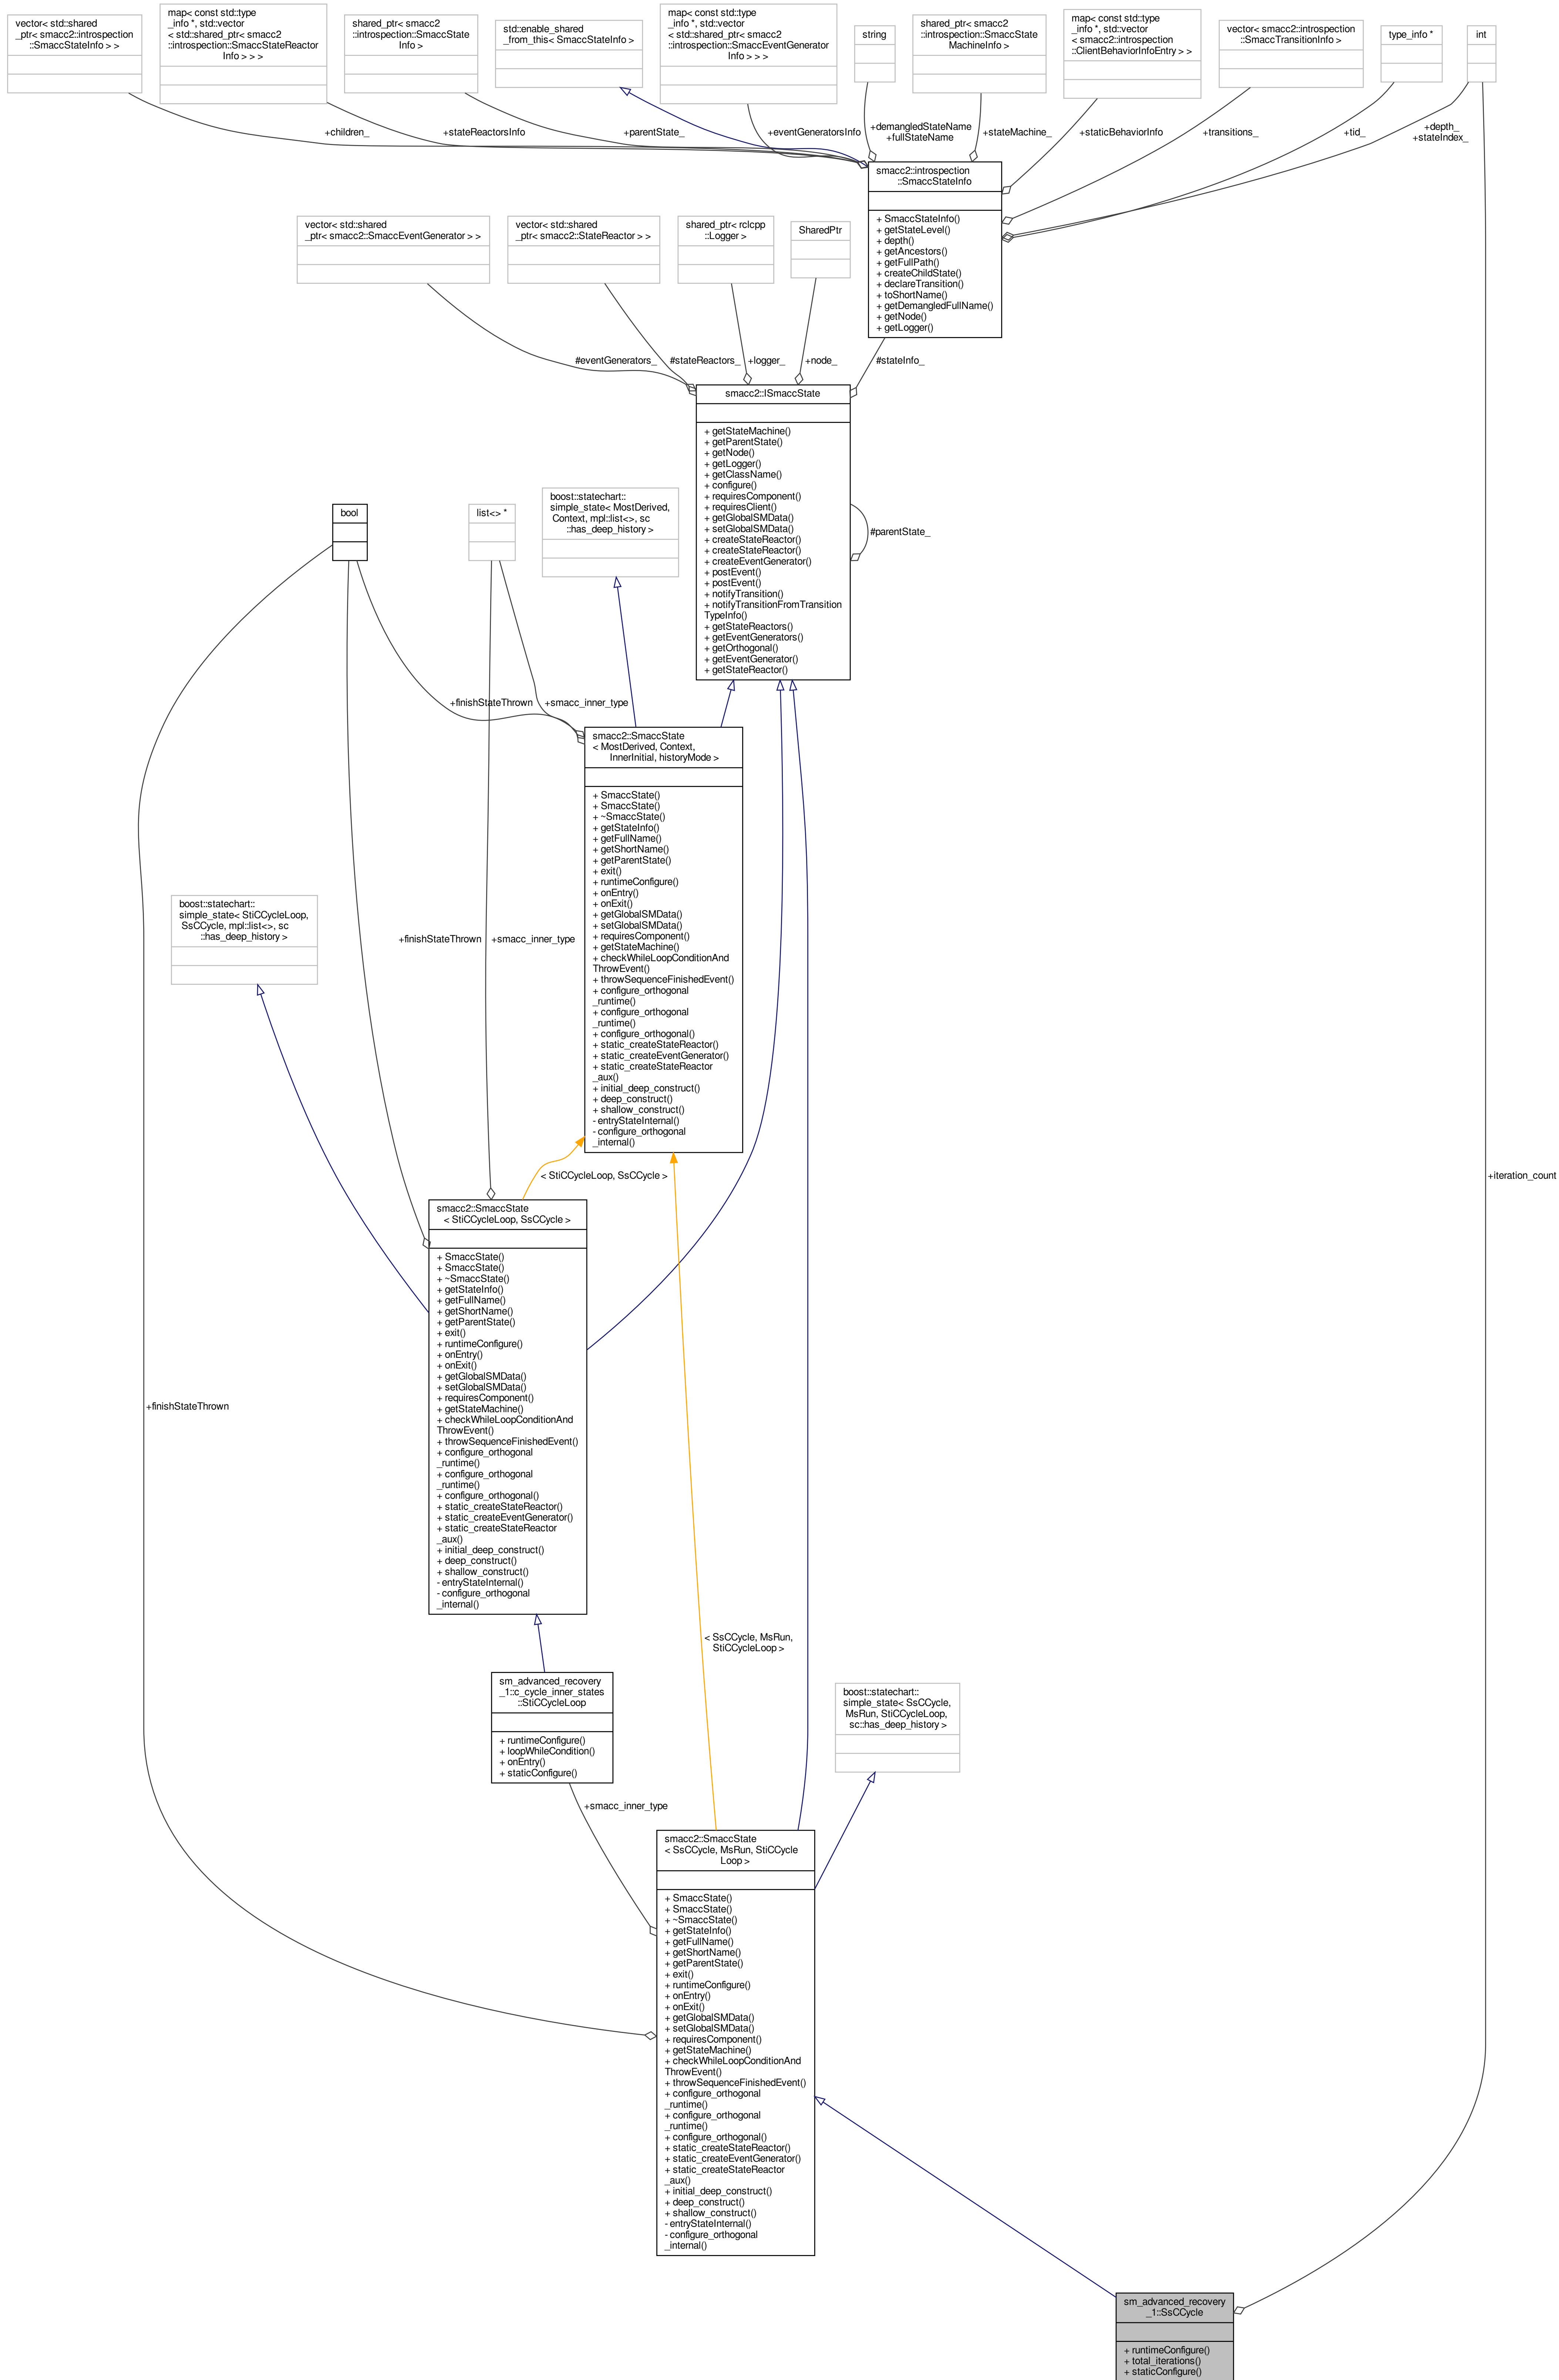 vector< std::shared
_ptr< smacc2::introspection
::SmaccStateInfo > >
map< const std::type
_info *, std::vector
< std::shared_ptr< smacc2
::introspection::SmaccStateReactor
Info > > >
shared_ptr< smacc2
::introspection::SmaccState
Info >
std::enable_shared
_from_this< SmaccStateInfo >
map< const std::type
_info *, std::vector
< std::shared_ptr< smacc2
::introspection::SmaccEventGenerator
Info > > >
string
shared_ptr< smacc2
::introspection::SmaccState
MachineInfo >
map< const std::type
_info *, std::vector
< smacc2::introspection
::ClientBehaviorInfoEntry > >
vector< smacc2::introspection
::SmaccTransitionInfo >
type_info *
int
+children_
+stateReactorsInfo
+parentState_
+eventGeneratorsInfo
+demangledStateName
+fullStateName
+stateMachine_
+staticBehaviorInfo
+transitions_
+tid_
+depth_
+stateIndex_
smacc2::introspection
::SmaccStateInfo
+ SmaccStateInfo()
+ getStateLevel()
+ depth()
+ getAncestors()
+ getFullPath()
+ createChildState()
+ declareTransition()
+ toShortName()
+ getDemangledFullName()
+ getNode()
+ getLogger()
vector< std::shared
_ptr< smacc2::SmaccEventGenerator > >
vector< std::shared
_ptr< smacc2::StateReactor > >
shared_ptr< rclcpp
::Logger >
SharedPtr
#eventGenerators_
#stateReactors_
+logger_
+node_
#stateInfo_
smacc2::ISmaccState
+ getStateMachine()
+ getParentState()
+ getNode()
+ getLogger()
+ getClassName()
+ configure()
+ requiresComponent()
+ requiresClient()
+ getGlobalSMData()
+ setGlobalSMData()
+ createStateReactor()
+ createStateReactor()
+ createEventGenerator()
+ postEvent()
+ postEvent()
+ notifyTransition()
+ notifyTransitionFromTransition
TypeInfo()
+ getStateReactors()
+ getEventGenerators()
+ getOrthogonal()
+ getEventGenerator()
+ getStateReactor()
#parentState_
bool
list<> *
boost::statechart::
simple_state< MostDerived,
Context, mpl::list<>, sc
::has_deep_history >
+finishStateThrown
+smacc_inner_type
smacc2::SmaccState
< MostDerived, Context,
InnerInitial, historyMode >
+ SmaccState()
+ SmaccState()
+ ~SmaccState()
+ getStateInfo()
+ getFullName()
+ getShortName()
+ getParentState()
+ exit()
+ runtimeConfigure()
+ onEntry()
+ onExit()
+ getGlobalSMData()
+ setGlobalSMData()
+ requiresComponent()
+ getStateMachine()
+ checkWhileLoopConditionAnd
ThrowEvent()
+ throwSequenceFinishedEvent()
+ configure_orthogonal
_runtime()
+ configure_orthogonal
_runtime()
+ configure_orthogonal()
+ static_createStateReactor()
+ static_createEventGenerator()
+ static_createStateReactor
_aux()
+ initial_deep_construct()
+ deep_construct()
+ shallow_construct()
- entryStateInternal()
- configure_orthogonal
_internal()
boost::statechart::
simple_state< StiCCycleLoop,
SsCCycle, mpl::list<>, sc
::has_deep_history >
+finishStateThrown
+smacc_inner_type
< StiCCycleLoop, SsCCycle >
+iteration_count
smacc2::SmaccState
< StiCCycleLoop, SsCCycle >
+ SmaccState()
+ SmaccState()
+ ~SmaccState()
+ getStateInfo()
+ getFullName()
+ getShortName()
+ getParentState()
+ exit()
+ runtimeConfigure()
+ onEntry()
+ onExit()
+ getGlobalSMData()
+ setGlobalSMData()
+ requiresComponent()
+ getStateMachine()
+ checkWhileLoopConditionAnd
ThrowEvent()
+ throwSequenceFinishedEvent()
+ configure_orthogonal
_runtime()
+ configure_orthogonal
_runtime()
+ configure_orthogonal()
+ static_createStateReactor()
+ static_createEventGenerator()
+ static_createStateReactor
_aux()
+ initial_deep_construct()
+ deep_construct()
+ shallow_construct()
- entryStateInternal()
- configure_orthogonal
_internal()
+finishStateThrown
< SsCCycle, MsRun,
StiCCycleLoop >
sm_advanced_recovery
_1::c_cycle_inner_states
::StiCCycleLoop
+ runtimeConfigure()
+ loopWhileCondition()
+ onEntry()
+ staticConfigure()
boost::statechart::
simple_state< SsCCycle,
MsRun, StiCCycleLoop,
sc::has_deep_history >
+smacc_inner_type
smacc2::SmaccState
< SsCCycle, MsRun, StiCCycle
Loop >
+ SmaccState()
+ SmaccState()
+ ~SmaccState()
+ getStateInfo()
+ getFullName()
+ getShortName()
+ getParentState()
+ exit()
+ runtimeConfigure()
+ onEntry()
+ onExit()
+ getGlobalSMData()
+ setGlobalSMData()
+ requiresComponent()
+ getStateMachine()
+ checkWhileLoopConditionAnd
ThrowEvent()
+ throwSequenceFinishedEvent()
+ configure_orthogonal
_runtime()
+ configure_orthogonal
_runtime()
+ configure_orthogonal()
+ static_createStateReactor()
+ static_createEventGenerator()
+ static_createStateReactor
_aux()
+ initial_deep_construct()
+ deep_construct()
+ shallow_construct()
- entryStateInternal()
- configure_orthogonal
_internal()
sm_advanced_recovery
_1::SsCCycle
+ runtimeConfigure()
+ total_iterations()
+ staticConfigure()